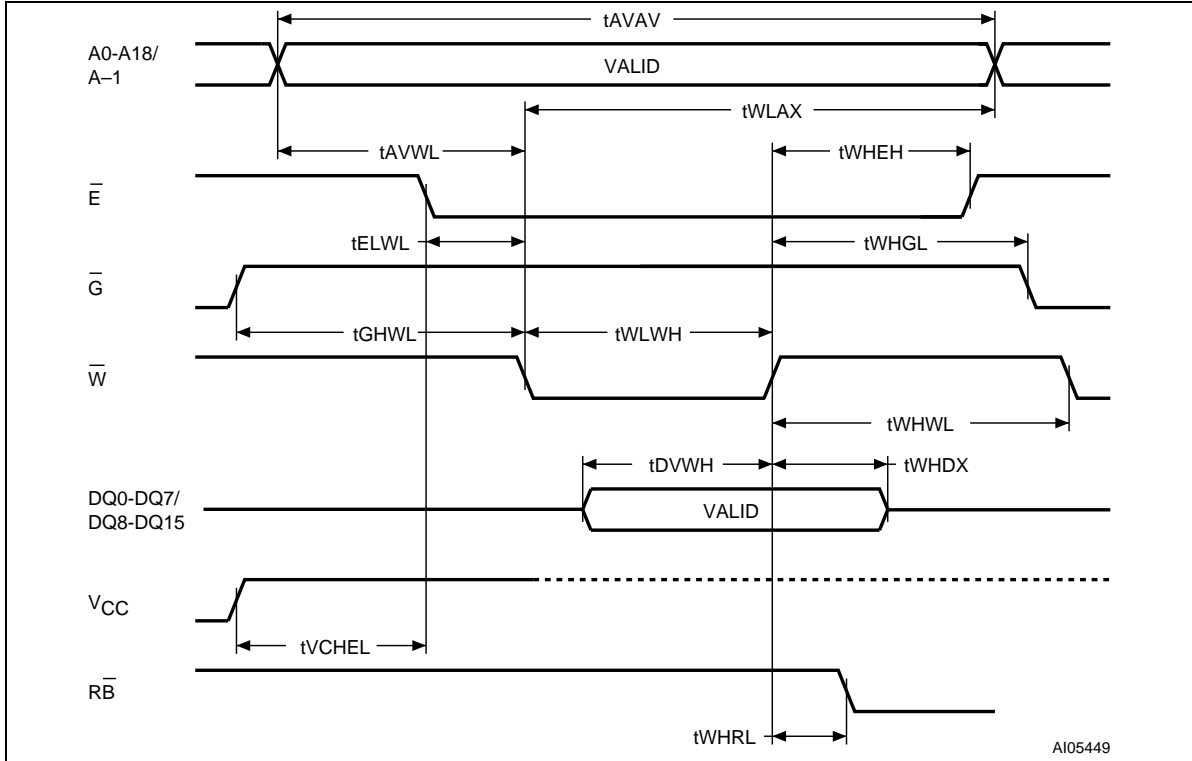 tAVAV
A0-A18/
A–1
VALID
tWLAX
tAVWL
tWHEH
E̅
tELWL
tWHGL
G̅
tGHWL
tWLWH
W̅
tWHWL
tDVWH
tWHDX
DQ0-DQ7/
DQ8-DQ15
VALID
VCC
tVCHEL
RB̅
tWHRL
AI05449